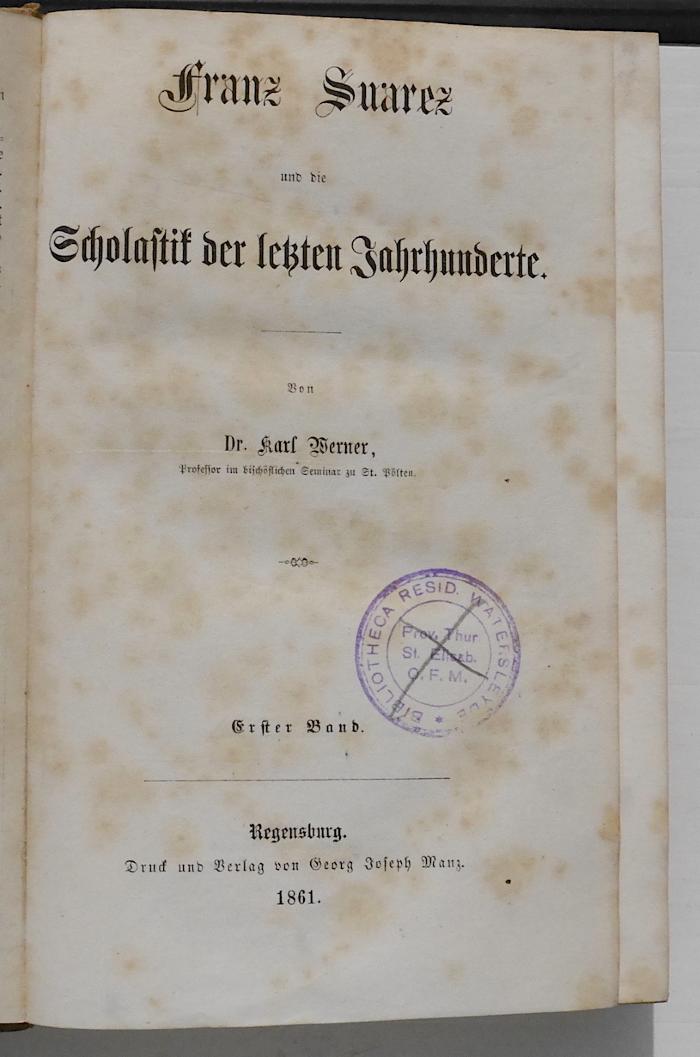 Franz Suarez
und die
Scholastik der letzten Jahrhunderte.
Von
Dr. Karl Werner,
Professor im bischöflichen Seminar zu St. Pölten.
BIBLIOTHECA RESID. WATERSLEYDE *
Prov. Thur.
St. Elisab.
O. F. M.
Erster Band.
Regensburg.
Druck und Verlag von Georg Joseph Manz.
1861.